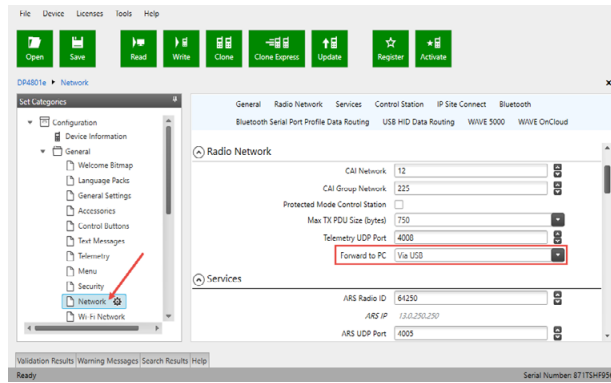 File Device Licenses Tools Help
Open Save Read Write Clone Clone Express Update Register Activate
DP4801e Network x
Set Categories
Configuration
Device Information
General
Welcome Bitmap
Language Packs
General Settings
Accessories
Control Buttons
Text Messages
Telemetry
Menu
Security
Network
Wi-Fi Network
General Radio Network Services Control Station IP Site Connect Bluetooth
Bluetooth Serial Port Profile Data Routing USB HID Data Routing WAVE 5000 WAVE OnCloud
Radio Network
CAI Network 12
CAI Group Network 225
Protected Mode Control Station
Max TX PDU Size (bytes) 750
Telemetry UDP Port 4008
Forward to PC Via USB
Services
ARS Radio ID 64250
ARS IP 13.0.250.250
ARS UDP Port 4005
Validation Results Warning Messages Search Results Help
Ready Serial Number: 871TSHF95